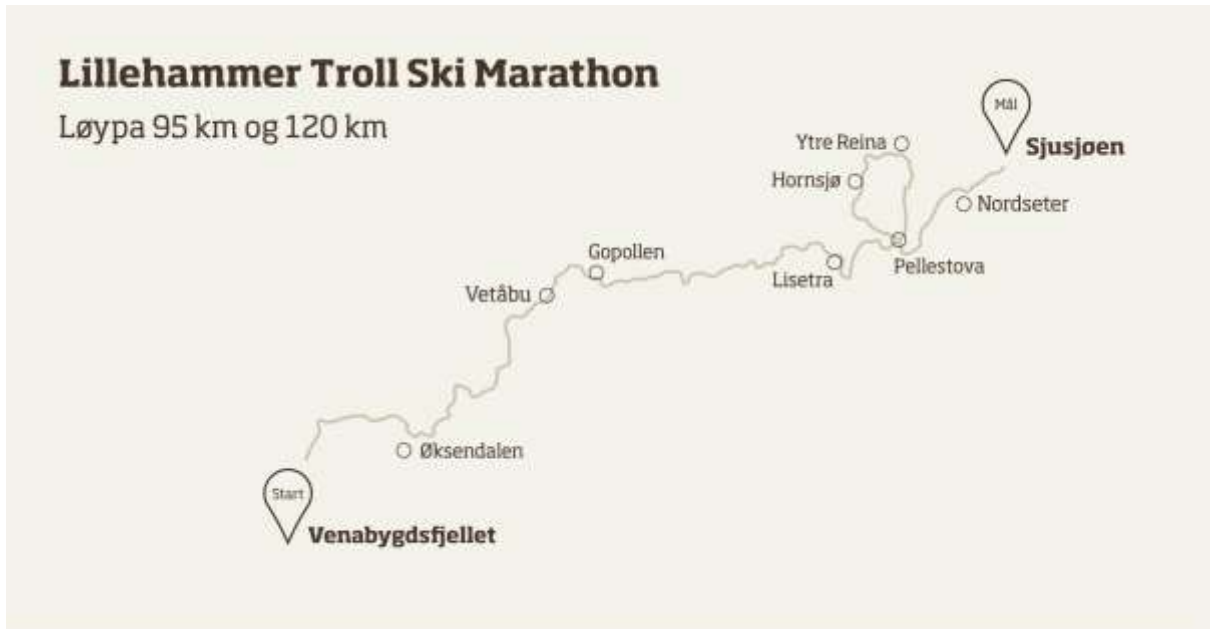 Lillehammer Troll Ski Marathon
Løypa 95 km og 120 km
Mål
Ytre Reina
Sjusjøen
Hornsjø
Nordseter
Gopollen
Pellestova
Lisetra
Vetåbu
Øksendalen
Start
Venabygdsfjellet